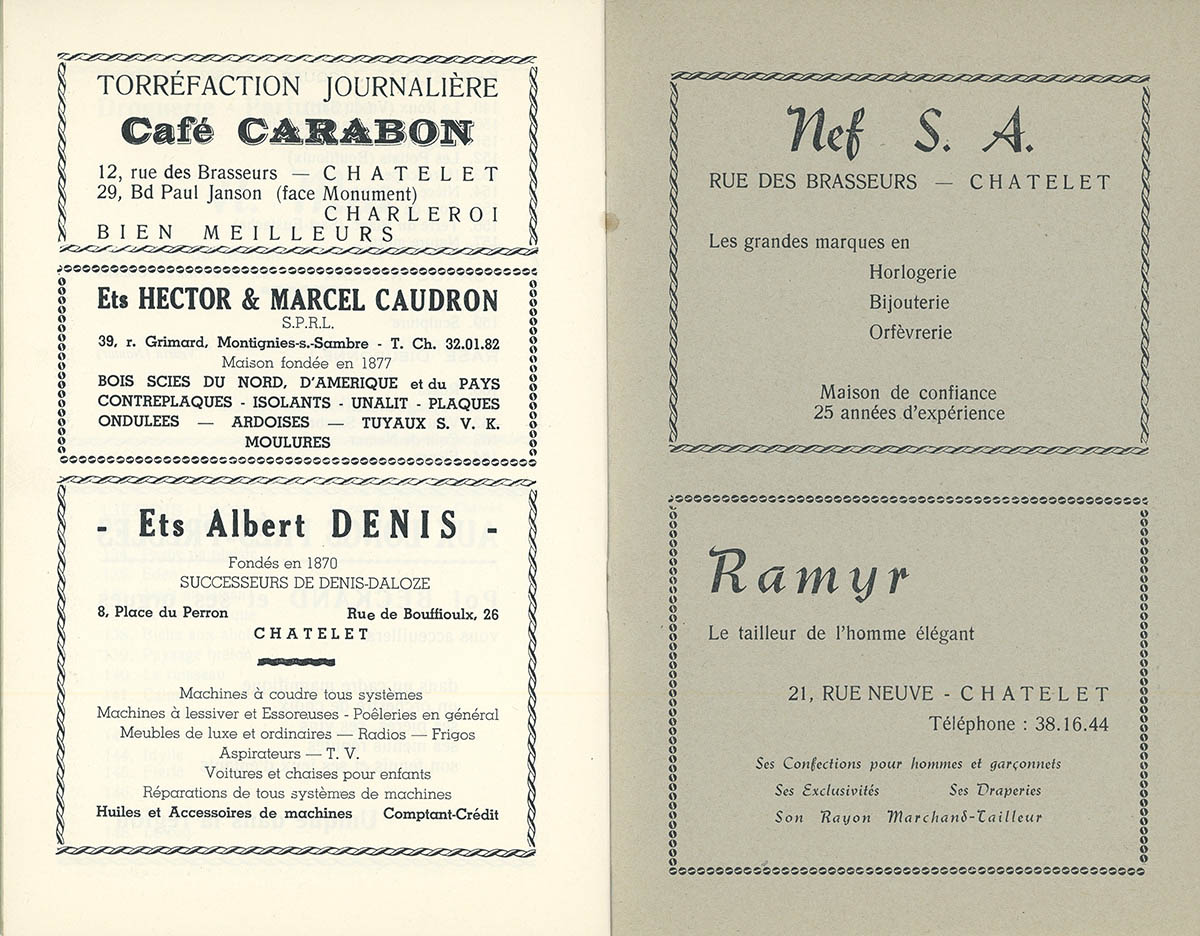 TORRÉFACTION JOURNALIÈRE
Café CARABON
12, rue des Brasseurs — CHATELET
29, Bd Paul Janson (face Monument)
CHARLEROI
BIEN MEILLEURS
Ets HECTOR & MARCEL CAUDRON
S.P.R.L.
39, r. Grimard, Montignies-s.-Sambre - T. Ch. 32.01.82
Maison fondée en 1877
BOIS SCIES DU NORD, D'AMERIQUE et du PAYS
CONTREPLAQUES - ISOLANTS - UNALIT - PLAQUES
ONDULEES — ARDOISES — TUYAUX S. V. K.
MOULURES
- Ets Albert DENIS -
Fondés en 1870
SUCCESSEURS DE DENIS-DALOZE
8, Place du Perron Rue de Bouffioulx, 26
CHATELET
Machines à coudre tous systèmes
Machines à lessiver et Essoreuses - Poêleries en général
Meubles de luxe et ordinaires — Radios — Frigos
Aspirateurs — T. V.
Voitures et chaises pour enfants
Réparations de tous systèmes de machines
Huiles et Accessoires de machines Comptant-Crédit
Nef S. A.
RUE DES BRASSEURS — CHATELET
Les grandes marques en
Horlogerie
Bijouterie
Orfèvrerie
Maison de confiance
25 années d'expérience
Ramyr
Le tailleur de l'homme élégant
21, RUE NEUVE - CHATELET
Téléphone : 38.16.44
Ses Confections pour hommes et garçonnets
Ses Exclusivités Ses Draperies
Son Rayon Marchand-Tailleur